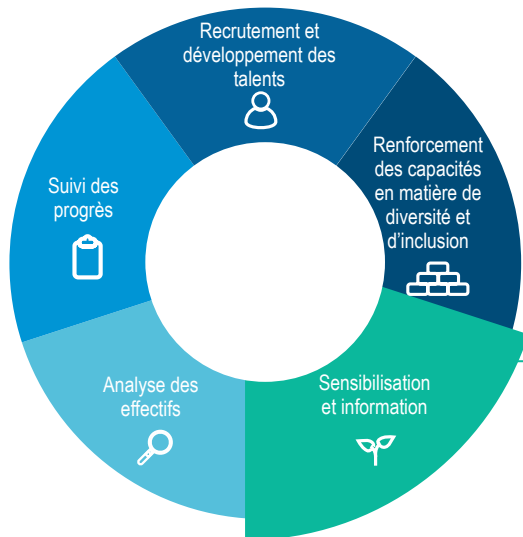 Recrutement et
développement des
talents
Renforcement
des capacités
en matière de
diversité et
d'inclusion
Sensibilisation
et information
Analyse des
effectifs
Suivi des
progrès